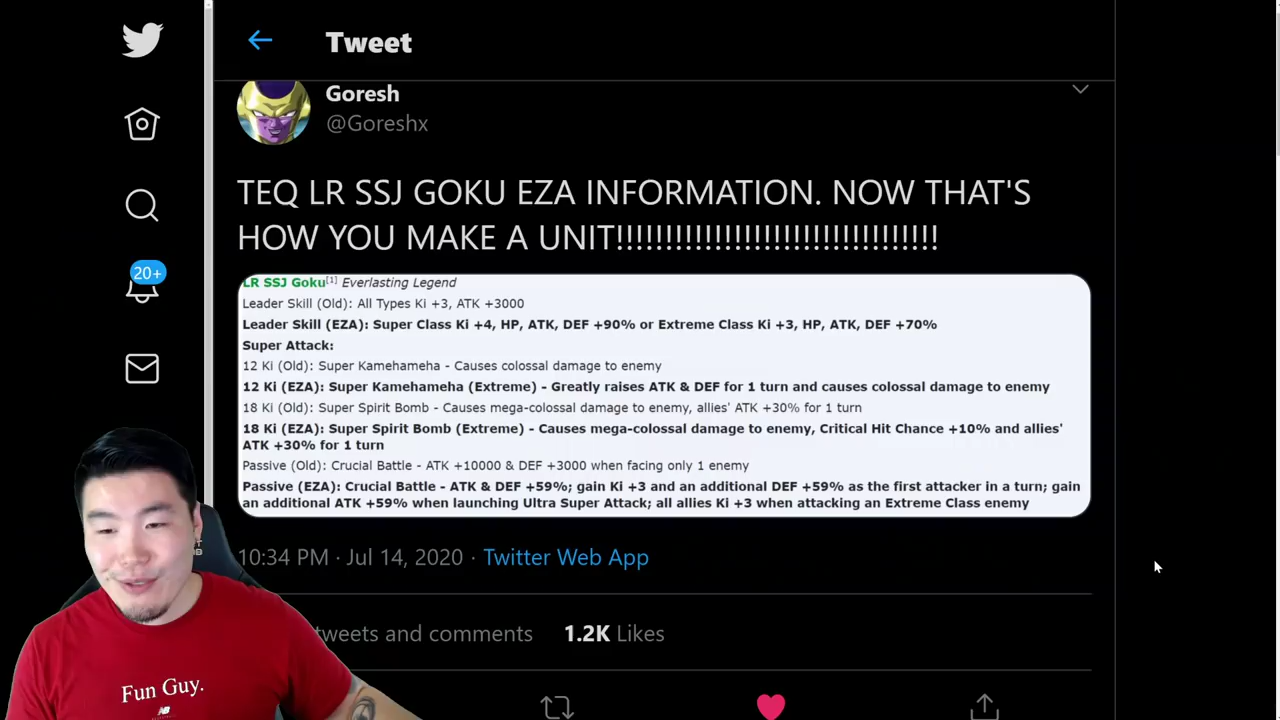 Tweet
Goresh
@Goreshx
TEQ LR SSJ GOKU EZA INFORMATION. NOW THAT'S
HOW YOU MAKE A UNIT!!!!!!!!!!!!!!!!!!!!!!!!!!!!!!!!!
LR SSJ Goku[1] Everlasting Legend
Leader Skill (Old): All Types Ki +3, ATK +3000
Leader Skill (EZA): Super Class Ki +4, HP, ATK, DEF +90% or Extreme Class Ki +3, HP, ATK, DEF +70%
Super Attack:
12 Ki (Old): Super Kamehameha - Causes colossal damage to enemy
12 Ki (EZA): Super Kamehameha (Extreme) - Greatly raises ATK & DEF for 1 turn and causes colossal damage to enemy
18 Ki (Old): Super Spirit Bomb - Causes mega-colossal damage to enemy, allies' ATK +30% for 1 turn
18 Ki (EZA): Super Spirit Bomb (Extreme) - Causes mega-colossal damage to enemy, Critical Hit Chance +10% and allies'
ATK +30% for 1 turn
Passive (Old): Crucial Battle - ATK +10000 & DEF +3000 when facing only 1 enemy
Passive (EZA): Crucial Battle - ATK & DEF +59%; gain Ki +3 and an additional DEF +59% as the first attacker in a turn; gain
an additional ATK +59% when launching Ultra Super Attack; all allies Ki +3 when attacking an Extreme Class enemy
20+
10:34 PM · Jul 14, 2020 · Twitter Web App
tweets and comments 1.2K Likes
Fun Guy.
NB